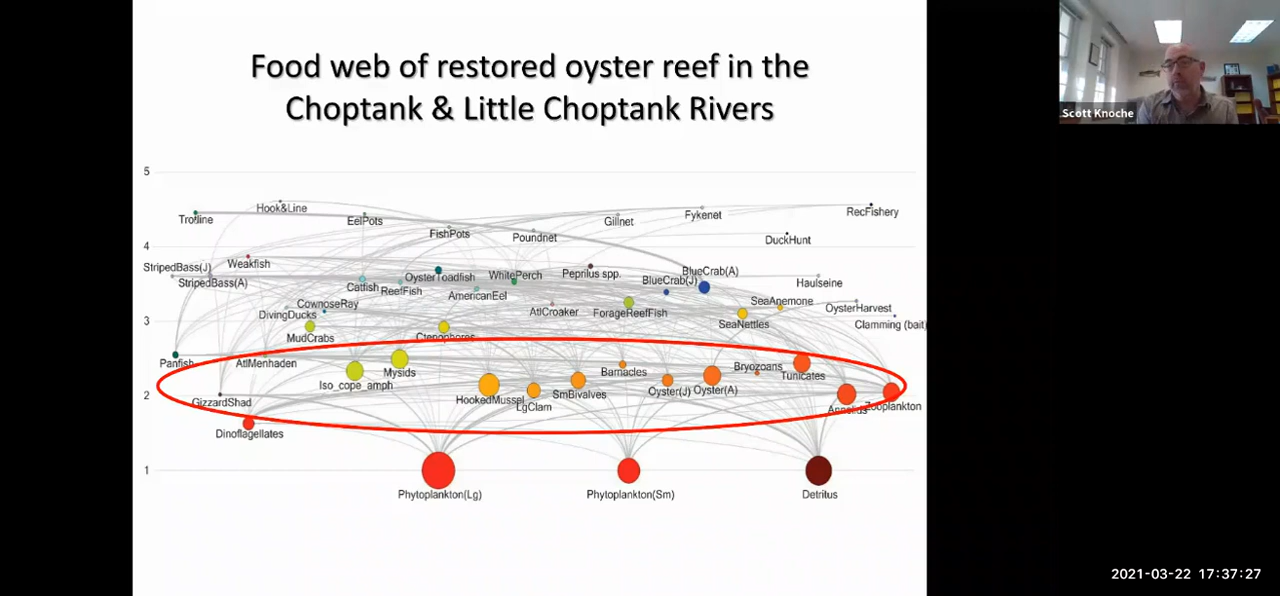 Food web of restored oyster reef in the
Choptank & Little Choptank Rivers
Scott Knoche
5
Trotline
Hook&Line
EelPots
FishPots
Poundnet
Gillnet
Fykenet
RecFishery
DuckHunt
4
StripedBass(J)
Weakfish
StripedBass(A)
Catfish
ReefFish
OysterToadfish
AmericanEel
WhitePerch
Peprilus spp.
BlueCrab(J)
BlueCrab(A)
Haulseine
CownoseRay
DivingDucks
AtlCroaker
ForageReefFish
SeaAnemone
SeaNettles
OysterHarvest
Clamming (bait)
3
MudCrabs
Ctenophores
Panfish
AtlMenhaden
Iso_cope_amph
Mysids
HookedMussel
LgClam
SmBivalves
Barnacles
Oyster(J)
Oyster(A)
Bryozoans
Tunicates
2
GizzardShad
Annelids
Zooplankton
Dinoflagellates
1
Phytoplankton(Lg)
Phytoplankton(Sm)
Detritus
2021-03-22 17:37:27